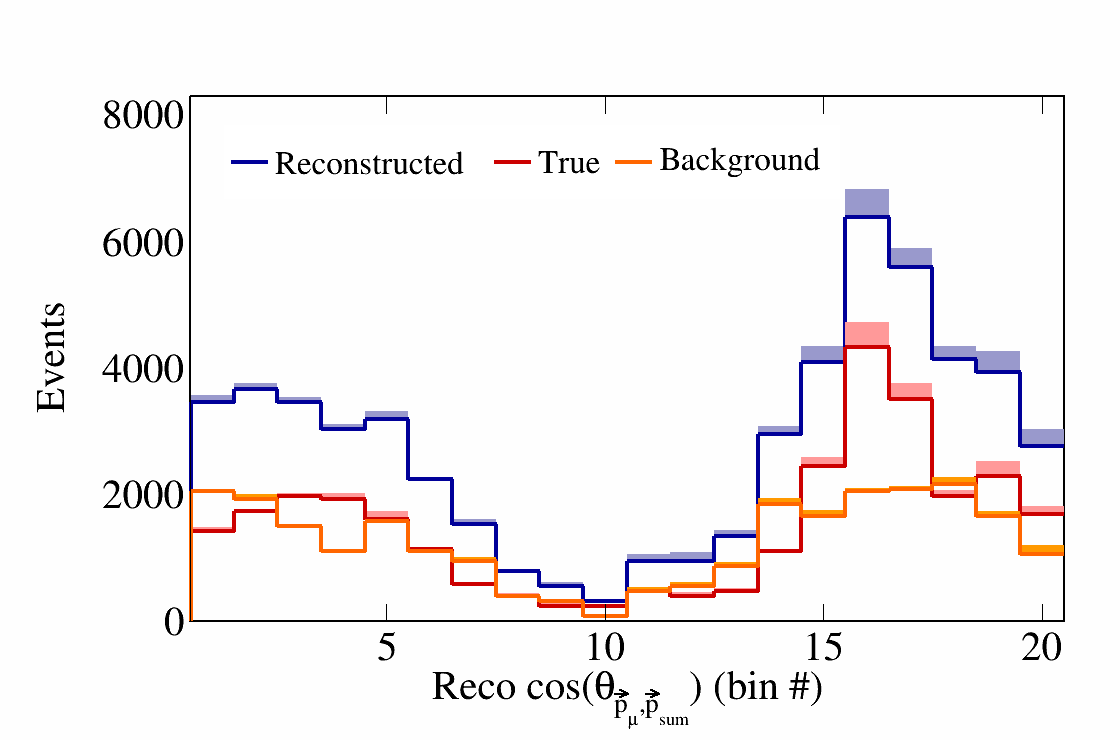 8000
Reconstructed True Background
6000
Events
4000
2000
0
5 10 15 20
Reco cos(θp⃗μ,p⃗sum) (bin #)